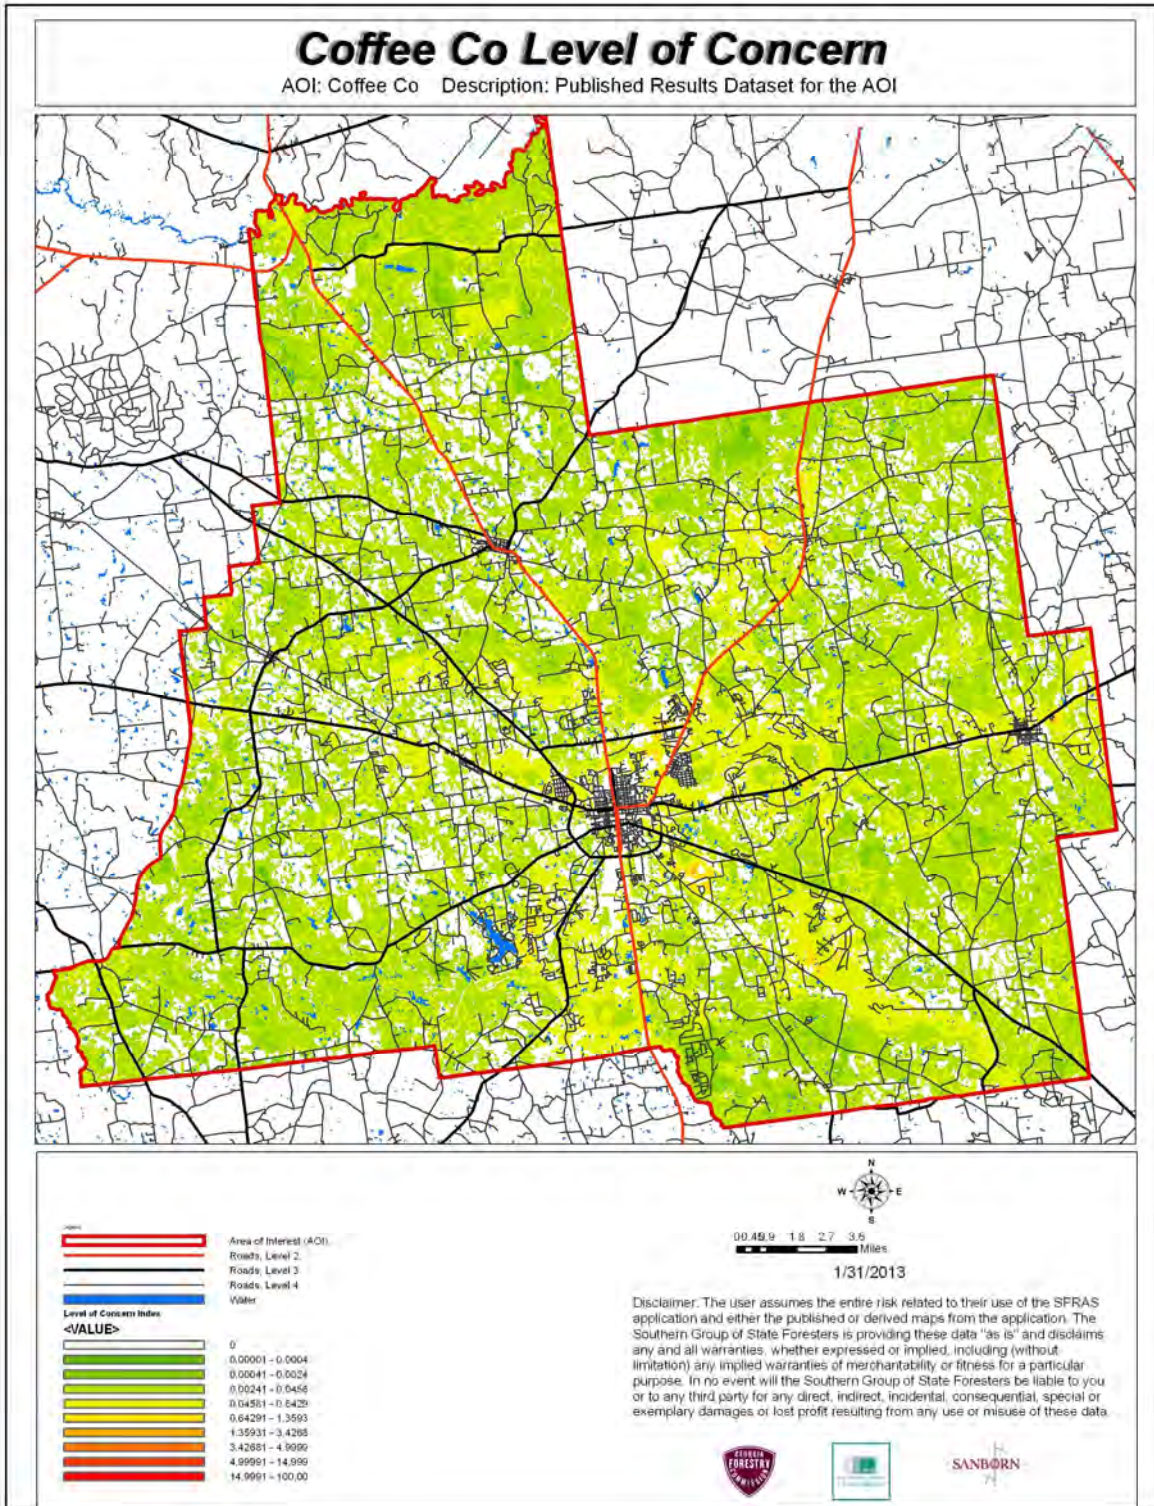 Coffee Co Level of Concern
AOI: Coffee Co Description: Published Results Dataset for the AOI
Area of Interest (AOI)
Roads, Level 2
Roads, Level 3
Roads, Level 4
Water
Level of Concern Index
<VALUE>
0
0.00001 - 0.0004
0.00041 - 0.0024
0.00241 - 0.0456
0.04561 - 0.6429
0.64291 - 1.3593
1.35931 - 3.4268
3.42681 - 4.9999
4.99991 - 14.999
14.9991 - 100.00
N
W E
S
1.8 2.7 3.6
Miles
1/31/2013
Disclaimer: The user assumes the entire risk related to their use of the SFRAS
application and either the published or derived maps from the application. The
Southern Group of State Foresters is providing these data "as is" and disclaims
any and all warranties, whether expressed or implied, including (without
limitation) any implied warranties of merchantability or fitness for a particular
purpose. In no event will the Southern Group of State Foresters be liable to you
or to any third party for any direct, indirect, incidental, consequential, special or
exemplary damages or lost profit resulting from any use or misuse of these data.
GEORGIA
FORESTRY
COMMISSION
SANBORN